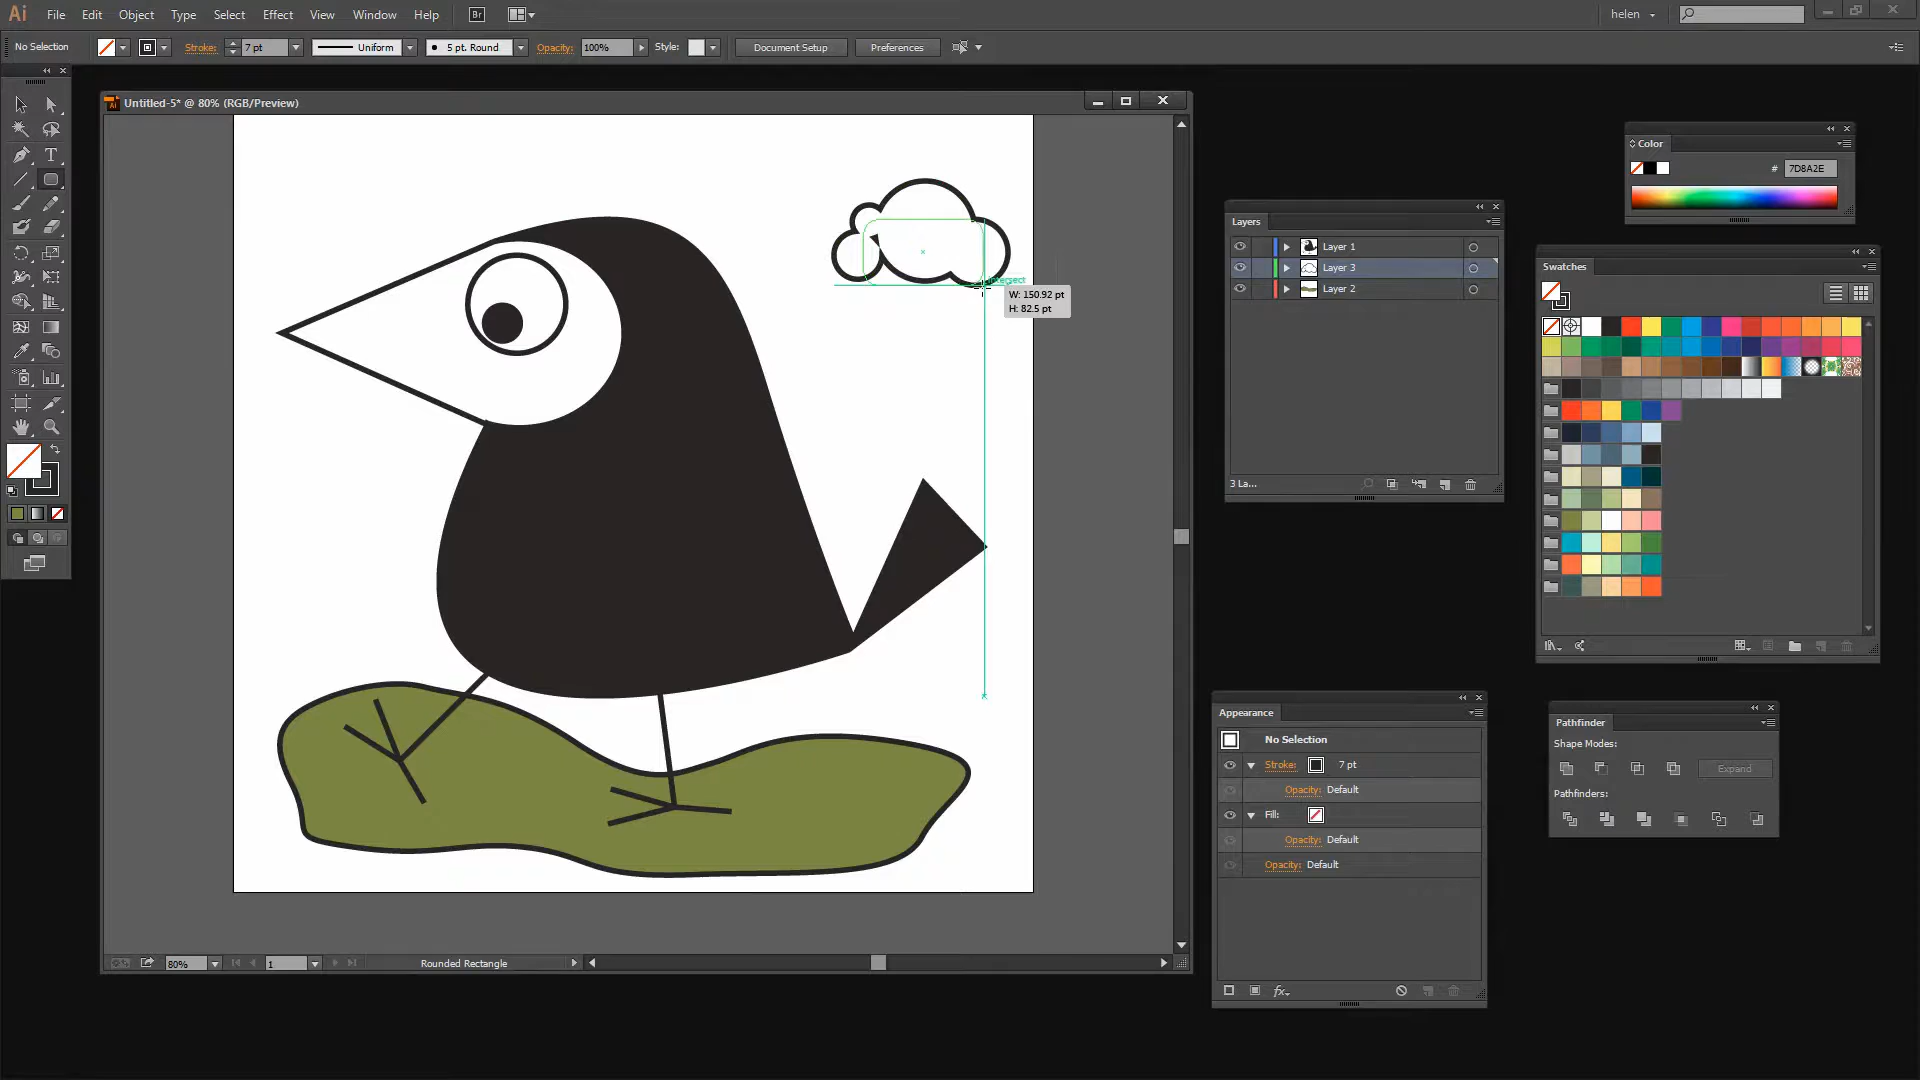 Ai File Edit Object Type Select Effect View Window Help Br helen
No Selection Stroke: 7 pt Uniform 5 pt. Round Opacity: 100% Style: Document Setup Preferences
Untitled-5* @ 80% (RGB/Preview)
intersect
W: 150.92 pt
H: 82.5 pt
80% 1 Rounded Rectangle
Layers
Layer 1
Layer 3
Layer 2
3 La...
Color
# 7D8A2E
Swatches
Appearance
No Selection
Stroke: 7 pt
Opacity: Default
Fill:
Opacity: Default
Opacity: Default
fx
Pathfinder
Shape Modes:
Expand
Pathfinders: